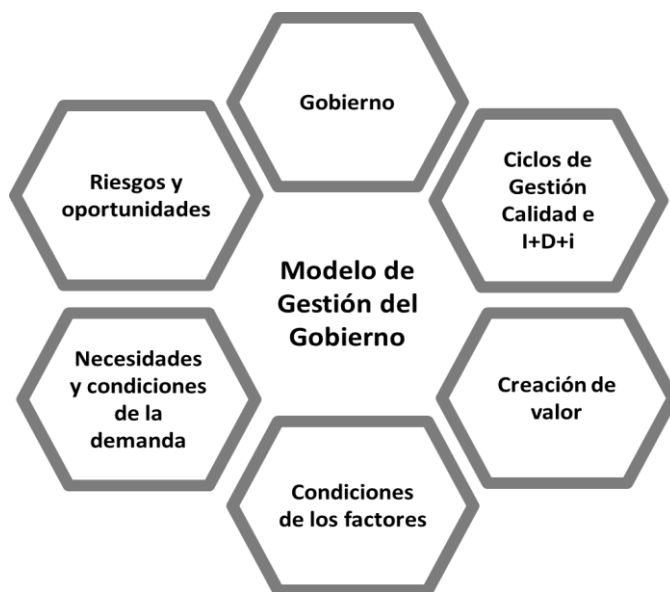 Gobierno
Ciclos de
Gestión
Calidad e
I+D+i
Creación de
valor
Condiciones
de los factores
Necesidades
y condiciones
de la
demanda
Riesgos y
oportunidades
Modelo de
Gestión del
Gobierno